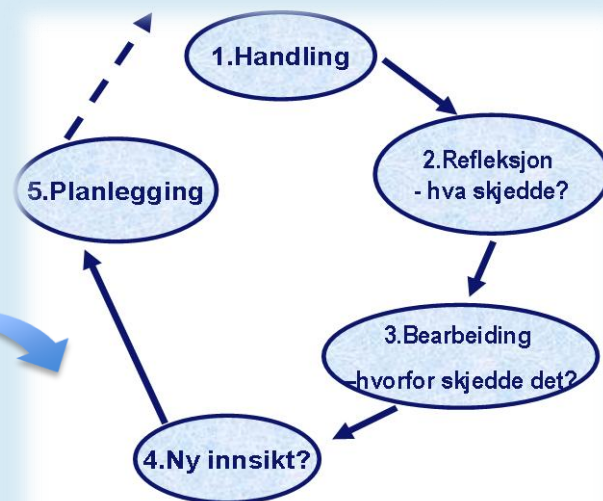 1.Handling
2.Refleksjon
- hva skjedde?
3.Bearbeiding
–hvorfor skjedde det?
4.Ny innsikt?
5.Planlegging